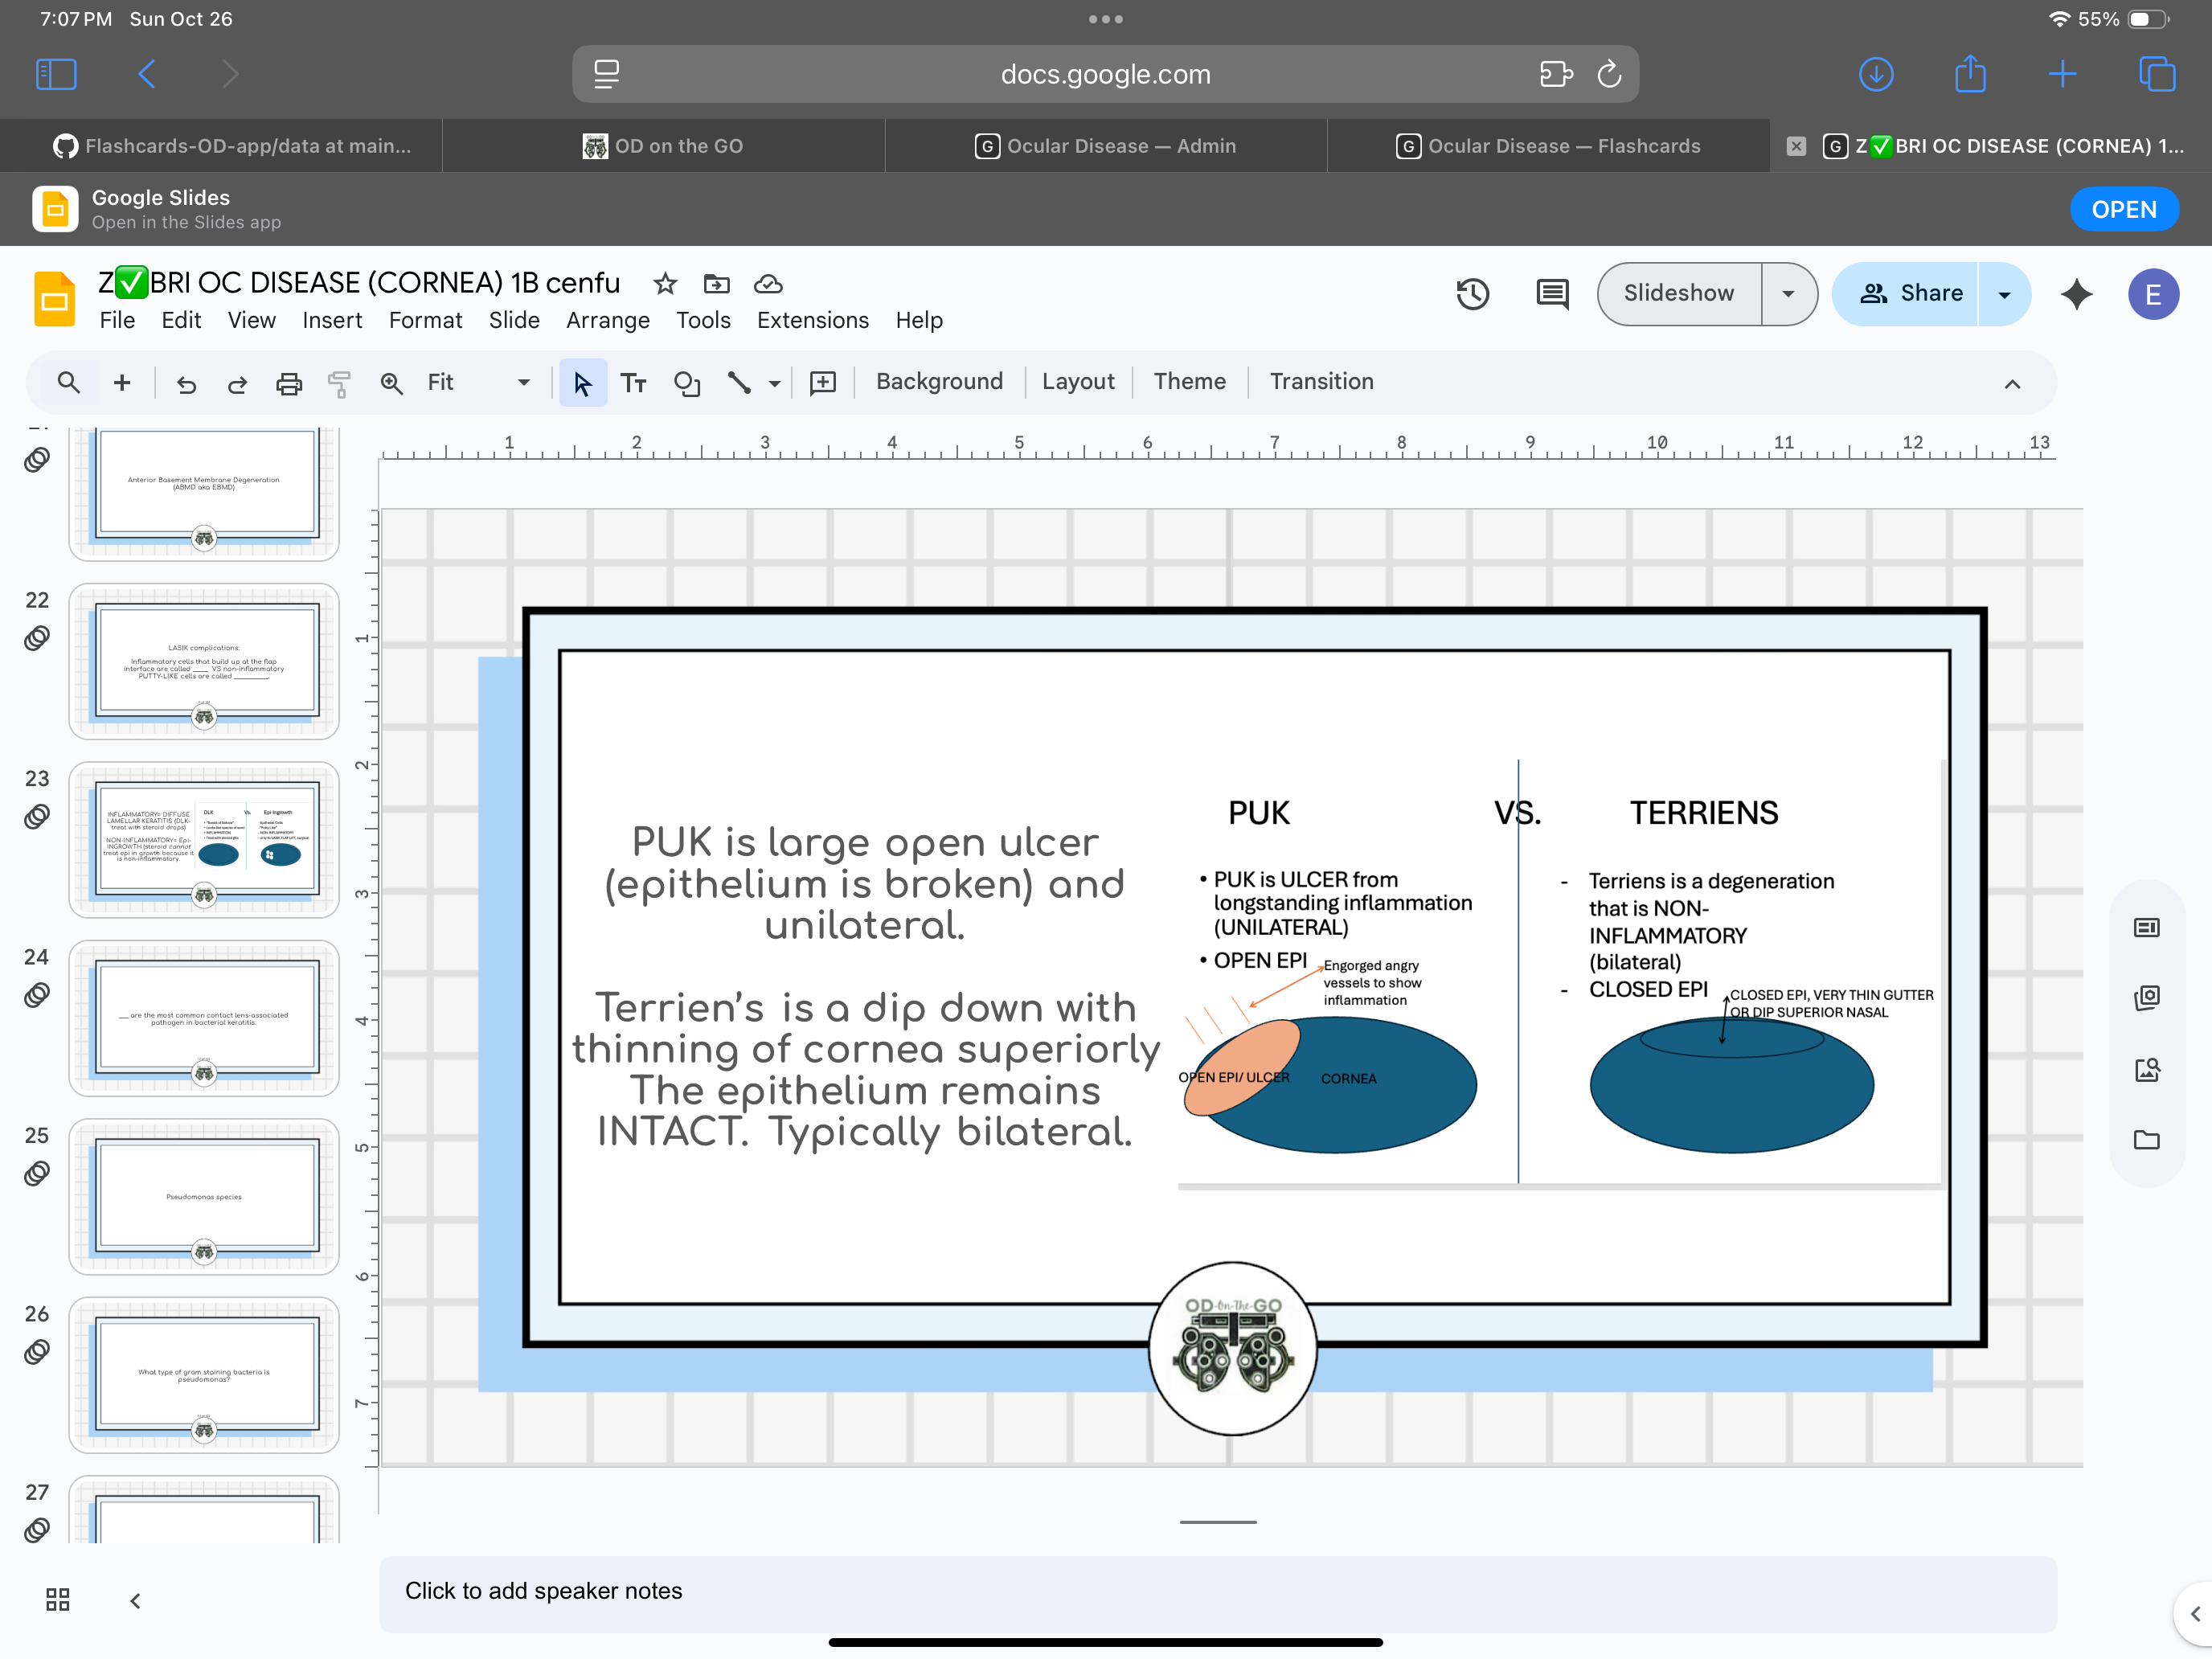 7:07 PM Sun Oct 26
55%
docs.google.com
Flashcards-OD-app/data at main...
OD on the GO
G Ocular Disease — Admin
G Ocular Disease — Flashcards
G Z✅BRI OC DISEASE (CORNEA) 1...
Google Slides
Open in the Slides app
OPEN
Z✅BRI OC DISEASE (CORNEA) 1B cenfu
Slideshow
Share
E
File Edit View Insert Format Slide Arrange Tools Extensions Help
Fit
Background
Layout
Theme
Transition
1 2 3 4 5 6 7 8 9 10 11 12 13
1
2
3
4
5
6
7
Anterior Basement Membrane Degeneration
(ABMD aka EBMD)
22
LASIK complications:
Inflammatory cells that build up at the flap
interface are called ____ VS non-inflammatory
PUTTY-LIKE cells are called _________.
23
INFLAMMATORY= DIFFUSE
LAMELLAR KERATITIS (DLK-
treat with steroid drops)
NON-INFLAMMATORY= Epi-
INGROWTH (steroid cannot
treat epi in growth because it
is non-inflammatory.
DLK
Vs.
Epi-Ingrowth
24
___ are the most common contact lens-associated
pathogen in bacterial keratitis.
25
Pseudomonas species
26
What type of gram staining bacteria is
pseudomonas?
27
PUK is large open ulcer
(epithelium is broken) and
unilateral.
Terrien’s is a dip down with
thinning of cornea superiorly
The epithelium remains
INTACT. Typically bilateral.
PUK
VS.
TERRIENS
• PUK is ULCER from
longstanding inflammation
(UNILATERAL)
• OPEN EPI
Engorged angry
vessels to show
inflammation
OPEN EPI/ ULCER
CORNEA
- Terriens is a degeneration
that is NON-
INFLAMMATORY
(bilateral)
- CLOSED EPI
CLOSED EPI, VERY THIN GUTTER
OR DIP SUPERIOR NASAL
OD-on-the-GO
Click to add speaker notes